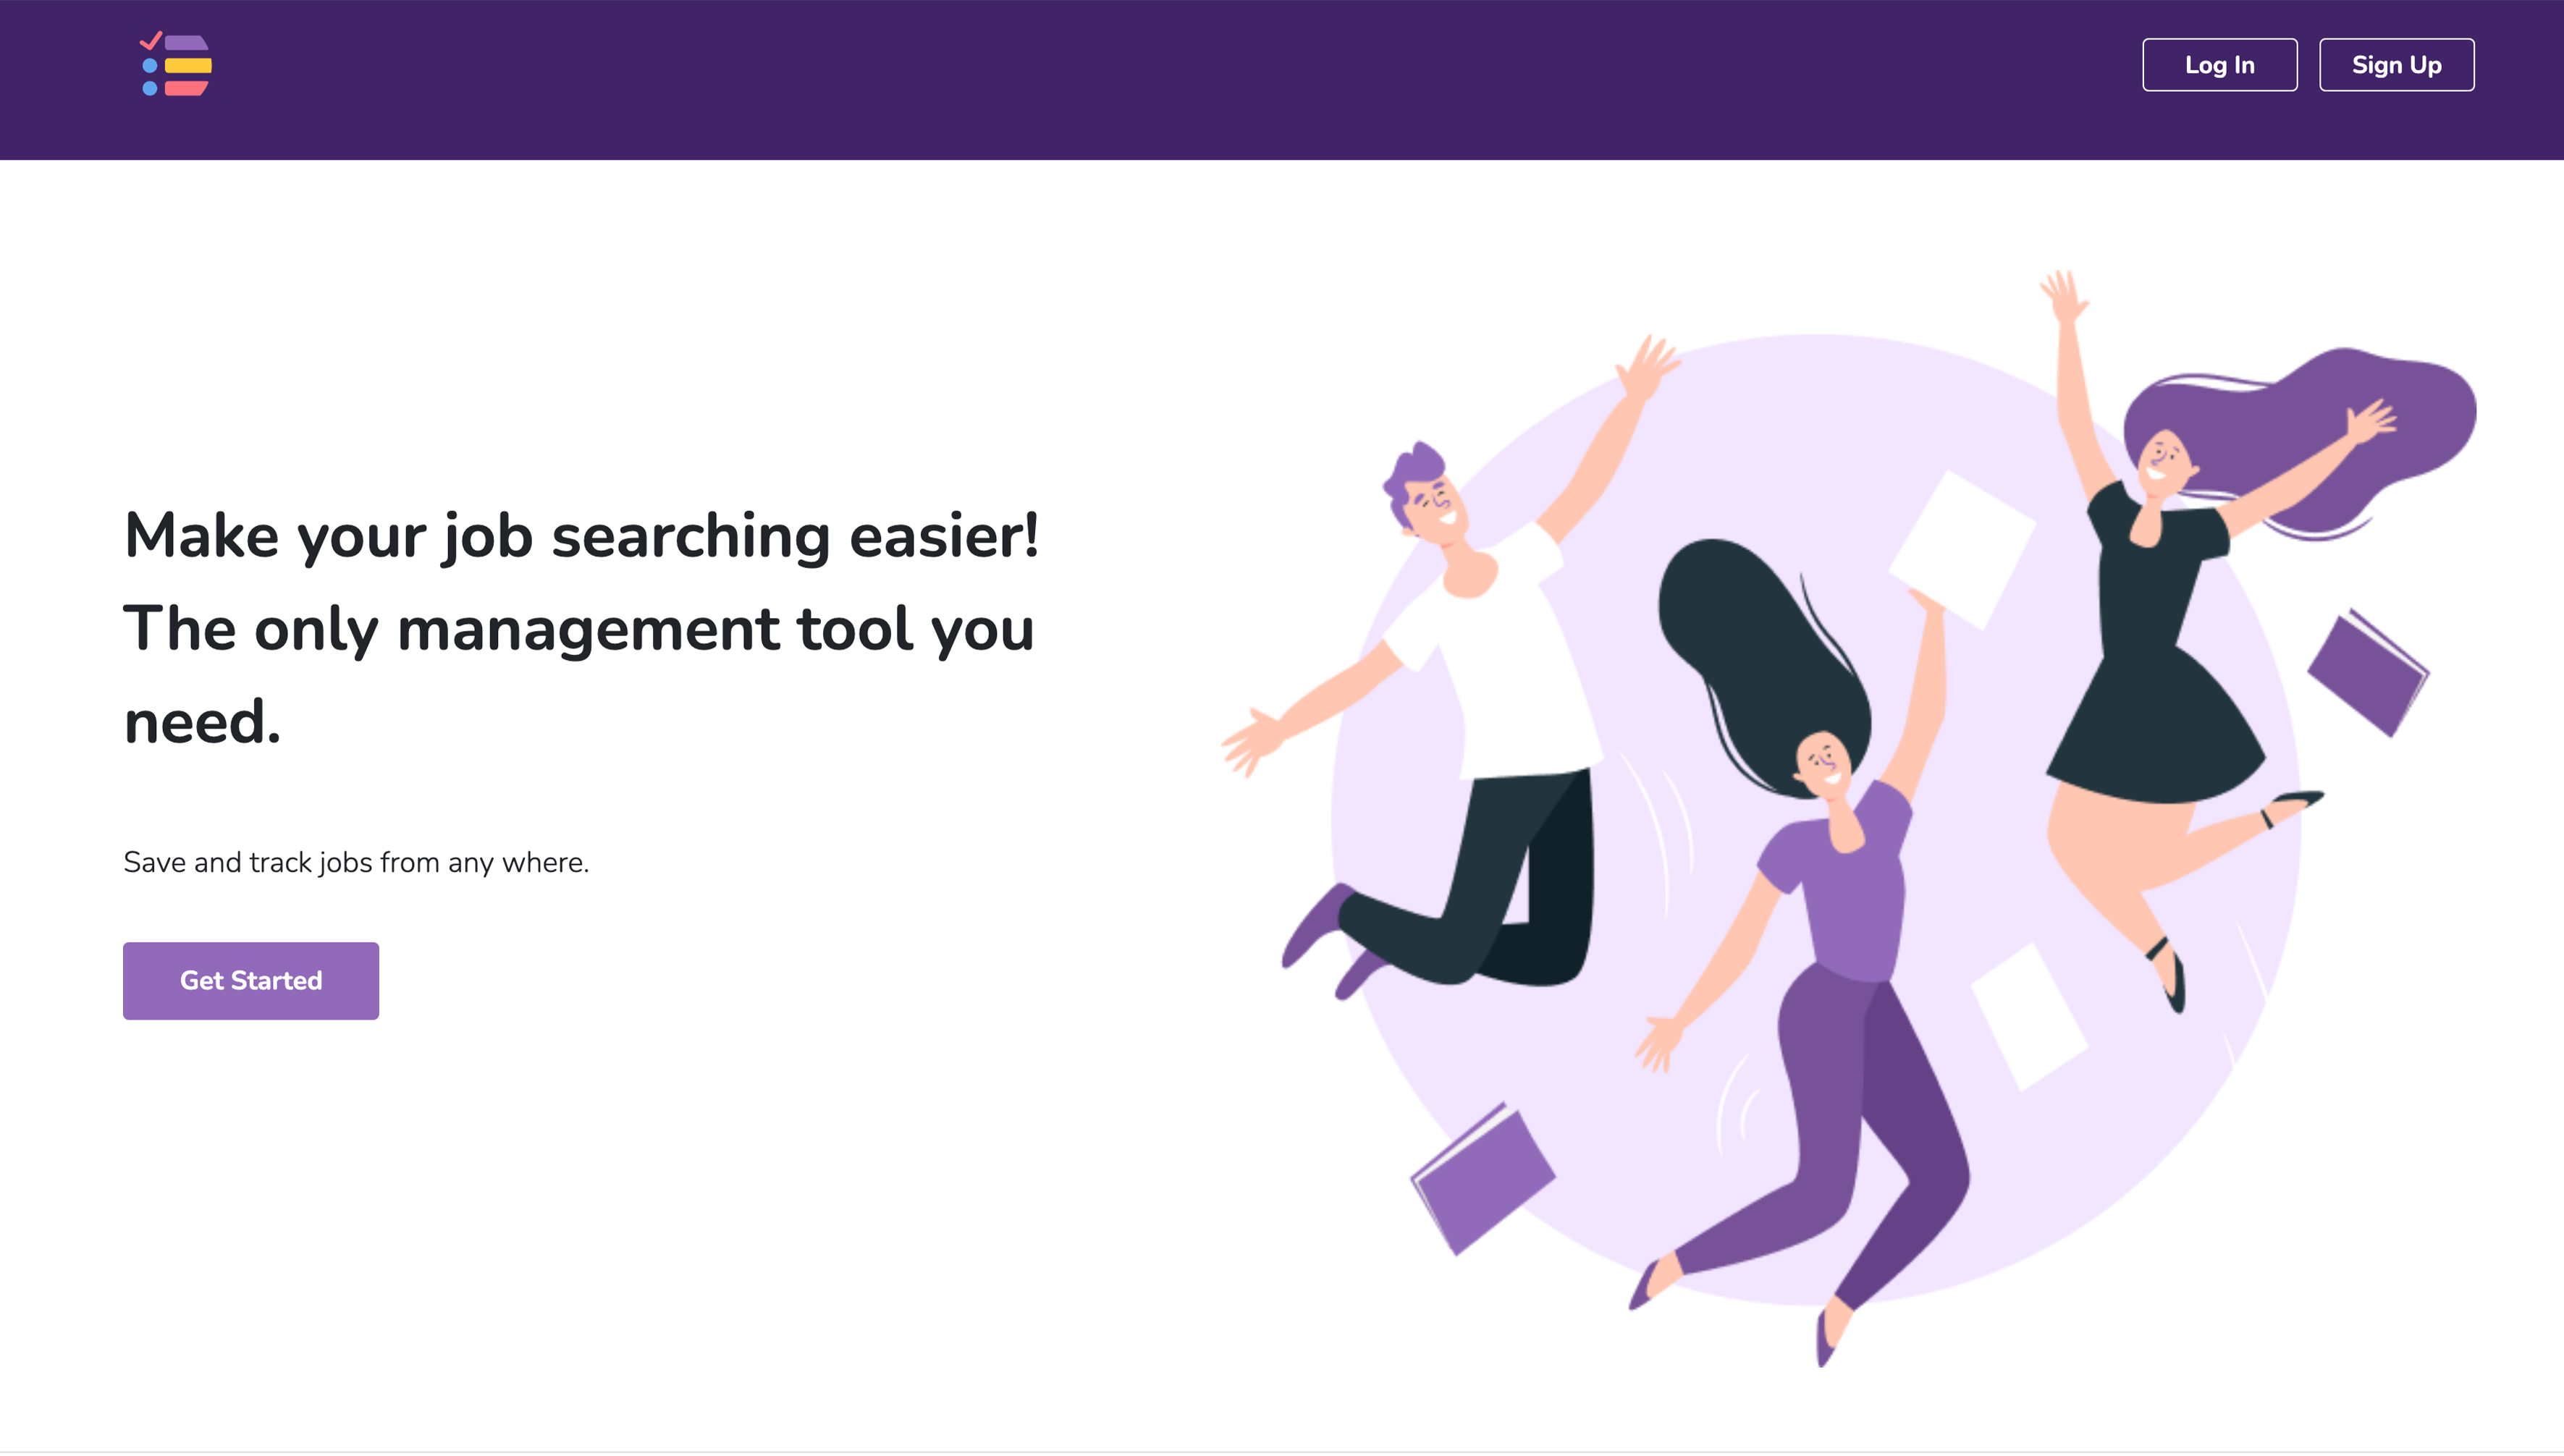 Log In
Sign Up
Make your job searching easier!
The only management tool you
need.
Save and track jobs from any where.
Get Started